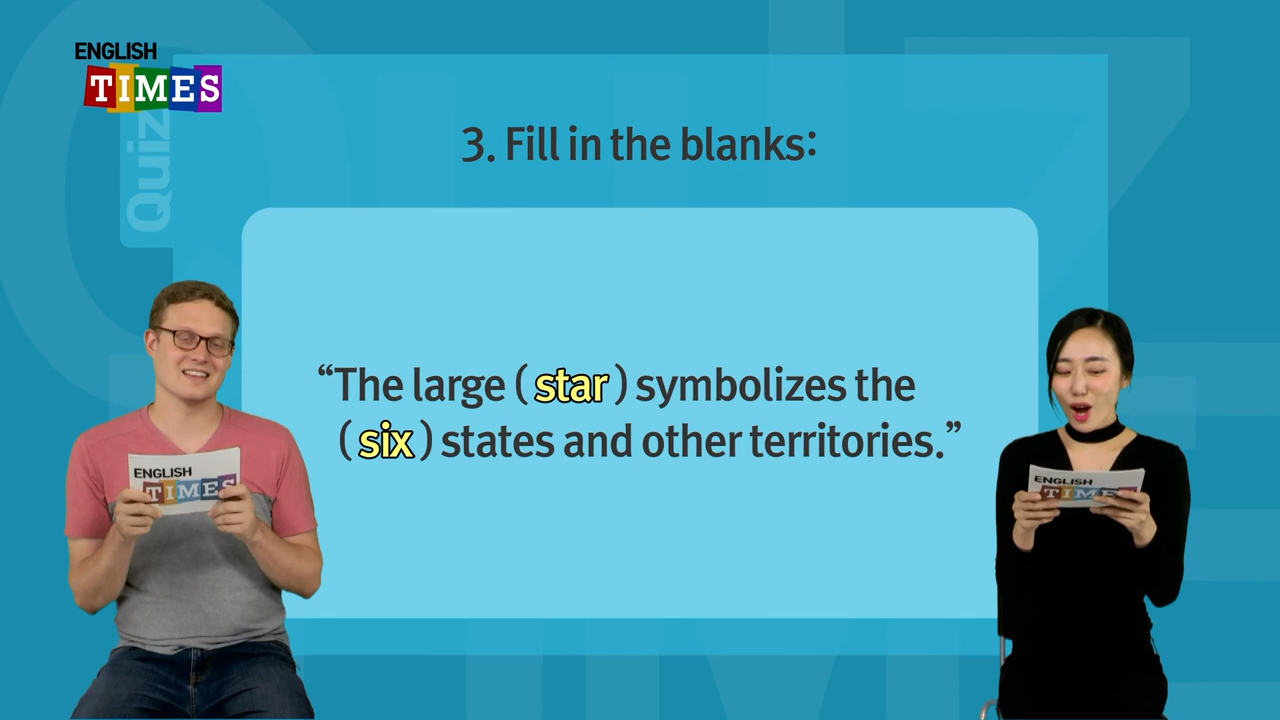 ENGLISH
TIMES
Quiz
3. Fill in the blanks:
“The large ( star ) symbolizes the
( six ) states and other territories.”
ENGLISH
TIMES
ENGLISH
TIMES